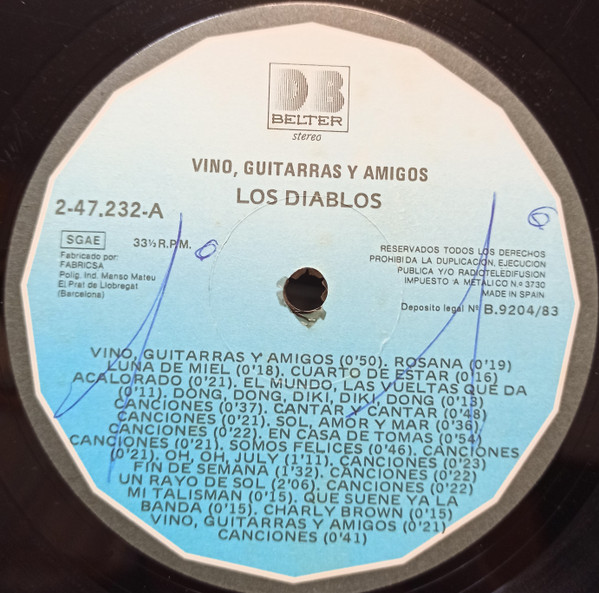 DB
BELTER
stereo
VINO, GUITARRAS Y AMIGOS
LOS DIABLOS
2-47.232-A
SGAE
33⅓ R.P.M.
Fabricado por:
FABRICSA
Polig. Ind. Manso Mateu
El Prat de Llobregat
(Barcelona)
RESERVADOS TODOS LOS DERECHOS
PROHIBIDA LA DUPLICACION, EJECUCION
PUBLICA Y/O RADIOTELEDIFUSION
IMPUESTO A METALICO N.º 3730
MADE IN SPAIN
Deposito legal Nº B.9204/83
VINO, GUITARRAS Y AMIGOS (0'50). ROSANA (0'19)
LUNA DE MIEL (0'18). CUARTO DE ESTAR (0'16)
ACALORADO (0'21). EL MUNDO, LAS VUELTAS QUE DA
(0'11). DONG, DONG, DIKI, DIKI, DONG (0'13)
CANCIONES (0'37). CANTAR Y CANTAR (0'48)
CANCIONES (0'21). SOL, AMOR Y MAR (0'36)
CANCIONES (0'22). EN CASA DE TOMAS (0'54)
CANCIONES (0'21). SOMOS FELICES (0'46). CANCIONES
(0'21). OH, OH, JULY (1'11). CANCIONES (0'23)
FIN DE SEMANA (1'32). CANCIONES (0'22)
UN RAYO DE SOL (2'06). CANCIONES (0'22)
MI TALISMAN (0'15). QUE SUENE YA LA
BANDA (0'15). CHARLY BROWN (0'15)
VINO, GUITARRAS Y AMIGOS (0'21)
CANCIONES (0'41)